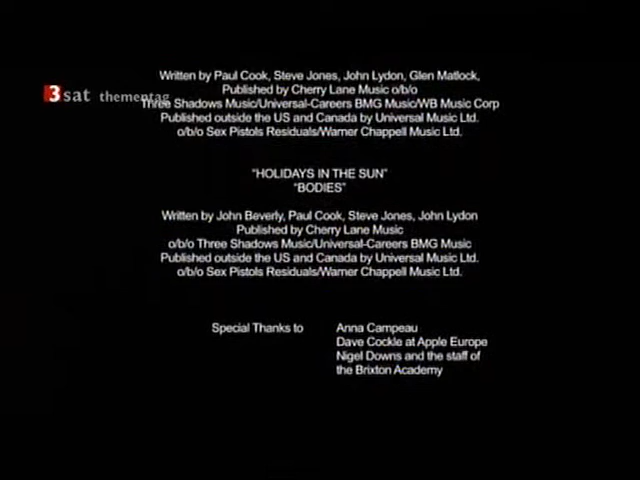 Written by Paul Cook, Steve Jones, John Lydon, Glen Matlock,
Published by Cherry Lane Music o/b/o
3sat thementag
Three Shadows Music/Universal-Careers BMG Music/WB Music Corp
Published outside the US and Canada by Universal Music Ltd.
o/b/o Sex Pistols Residuals/Warner Chappell Music Ltd.
"HOLIDAYS IN THE SUN"
"BODIES"
Written by John Beverly, Paul Cook, Steve Jones, John Lydon
Published by Cherry Lane Music
o/b/o Three Shadows Music/Universal-Careers BMG Music
Published outside the US and Canada by Universal Music Ltd.
o/b/o Sex Pistols Residuals/Warner Chappell Music Ltd.
Special Thanks to Anna Campeau
Dave Cockle at Apple Europe
Nigel Downs and the staff of
the Brixton Academy